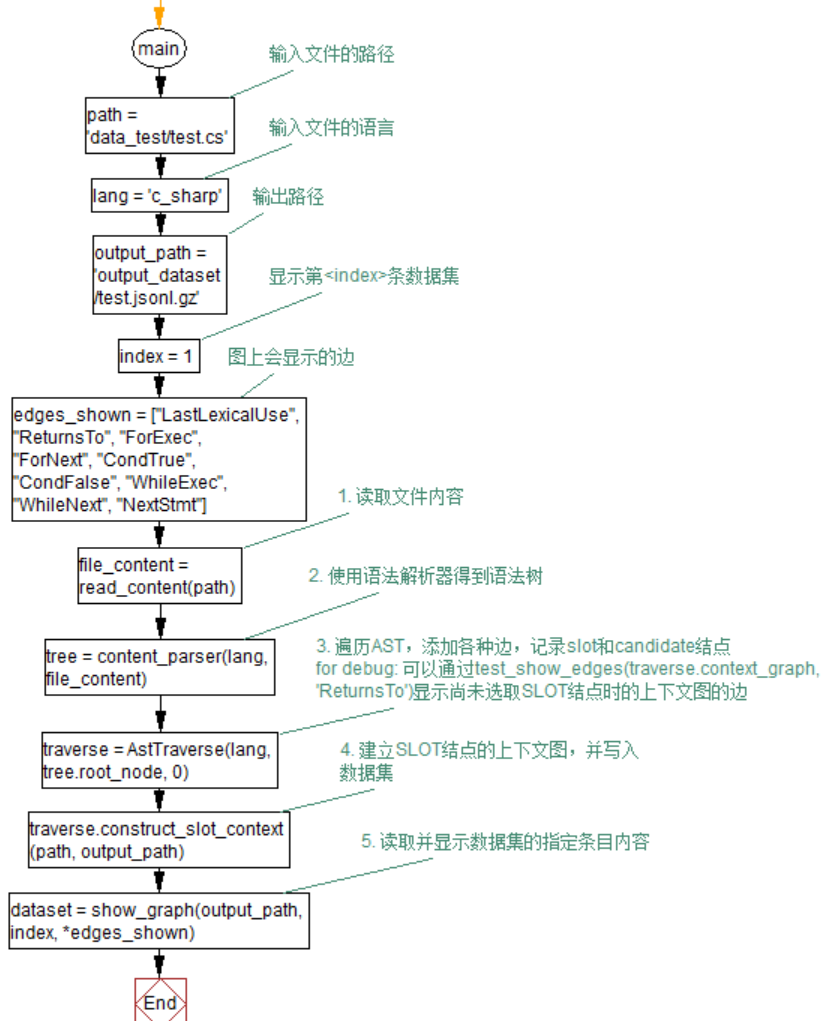 main
输入文件的路径
path =
'data_test/test.cs'
输入文件的语言
lang = 'c_sharp'
输出路径
output_path =
'output_dataset
/test.jsonl.gz'
显示第<index>条数据集
index = 1
图上会显示的边
edges_shown = ["LastLexicalUse",
"ReturnsTo", "ForExec",
"ForNext", "CondTrue",
"CondFalse", "WhileExec",
"WhileNext", "NextStmt"]
1. 读取文件内容
file_content =
read_content(path)
2. 使用语法解析器得到语法树
tree = content_parser(lang,
file_content)
3. 遍历AST，添加各种边，记录slot和candidate结点
for debug: 可以通过test_show_edges(traverse.context_graph,
'ReturnsTo')显示尚未选取SLOT结点时的上下文图的边
traverse = AstTraverse(lang,
tree.root_node, 0)
4. 建立SLOT结点的上下文图，并写入
数据集
traverse.construct_slot_context
(path, output_path)
5. 读取并显示数据集的指定条目内容
dataset = show_graph(output_path,
index, *edges_shown)
End